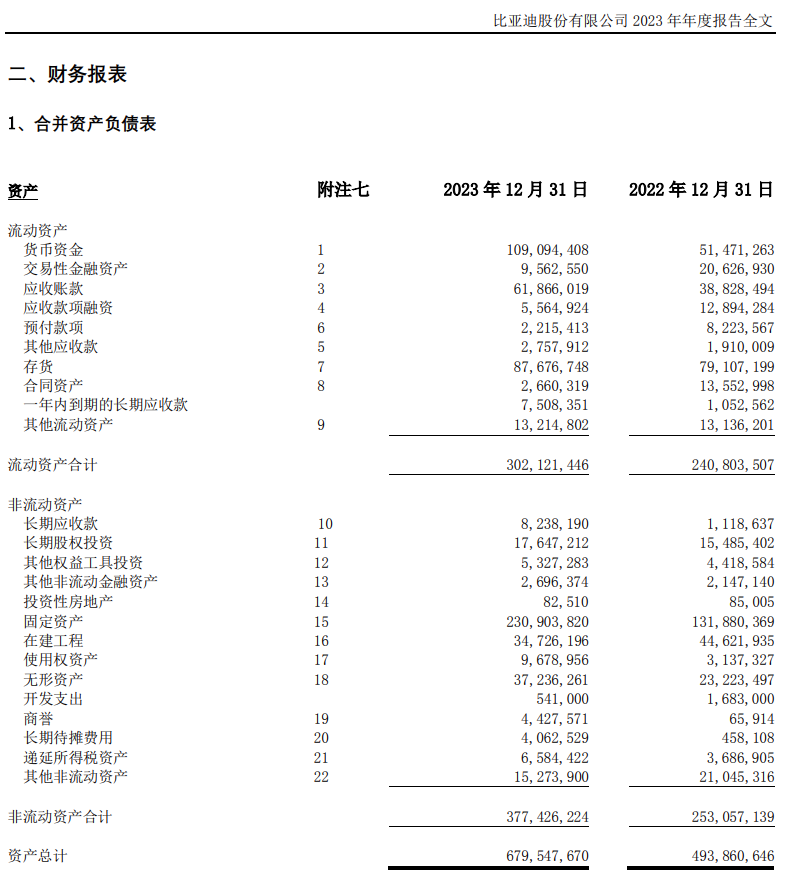 比亚迪股份有限公司 2023 年年度报告全文
二、财务报表
1、合并资产负债表
资产 附注七 2023 年 12 月 31 日 2022 年 12 月 31 日
流动资产
货币资金 1 109,094,408 51,471,263
交易性金融资产 2 9,562,550 20,626,930
应收账款 3 61,866,019 38,828,494
应收款项融资 4 5,564,924 12,894,284
预付款项 6 2,215,413 8,223,567
其他应收款 5 2,757,912 1,910,009
存货 7 87,676,748 79,107,199
合同资产 8 2,660,319 13,552,998
一年内到期的长期应收款 7,508,351 1,052,562
其他流动资产 9 13,214,802 13,136,201
流动资产合计 302,121,446 240,803,507
非流动资产
长期应收款 10 8,238,190 1,118,637
长期股权投资 11 17,647,212 15,485,402
其他权益工具投资 12 5,327,283 4,418,584
其他非流动金融资产 13 2,696,374 2,147,140
投资性房地产 14 82,510 85,005
固定资产 15 230,903,820 131,880,369
在建工程 16 34,726,196 44,621,935
使用权资产 17 9,678,956 3,137,327
无形资产 18 37,236,261 23,223,497
开发支出 541,000 1,683,000
商誉 19 4,427,571 65,914
长期待摊费用 20 4,062,529 458,108
递延所得税资产 21 6,584,422 3,686,905
其他非流动资产 22 15,273,900 21,045,316
非流动资产合计 377,426,224 253,057,139
资产总计 679,547,670 493,860,646